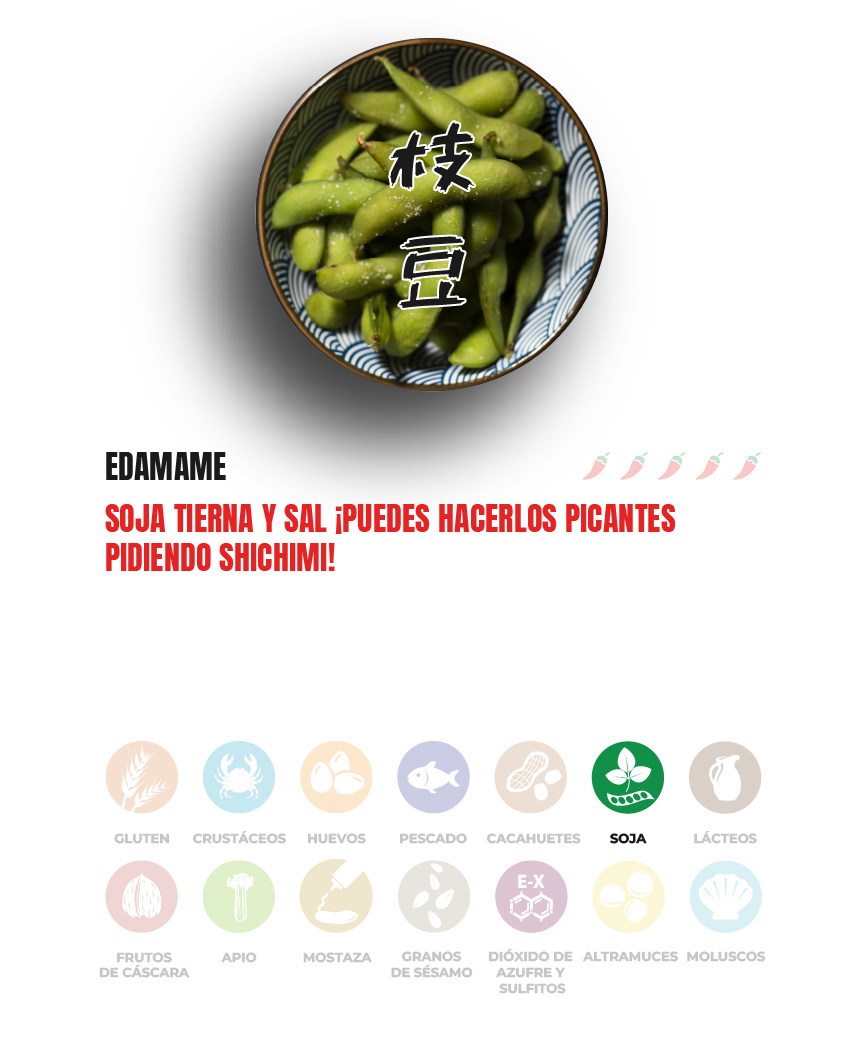 枝
豆
EDAMAME
SOJA TIERNA Y SAL ¡PUEDES HACERLOS PICANTES
PIDIENDO SHICHIMI!
GLUTEN CRUSTÁCEOS HUEVOS PESCADO CACAHUETES SOJA LÁCTEOS
E-X
FRUTOS
DE CÁSCARA
APIO
MOSTAZA
GRANOS
DE SÉSAMO
DIÓXIDO DE
AZUFRE Y
SULFITOS
ALTRAMUCES
MOLUSCOS